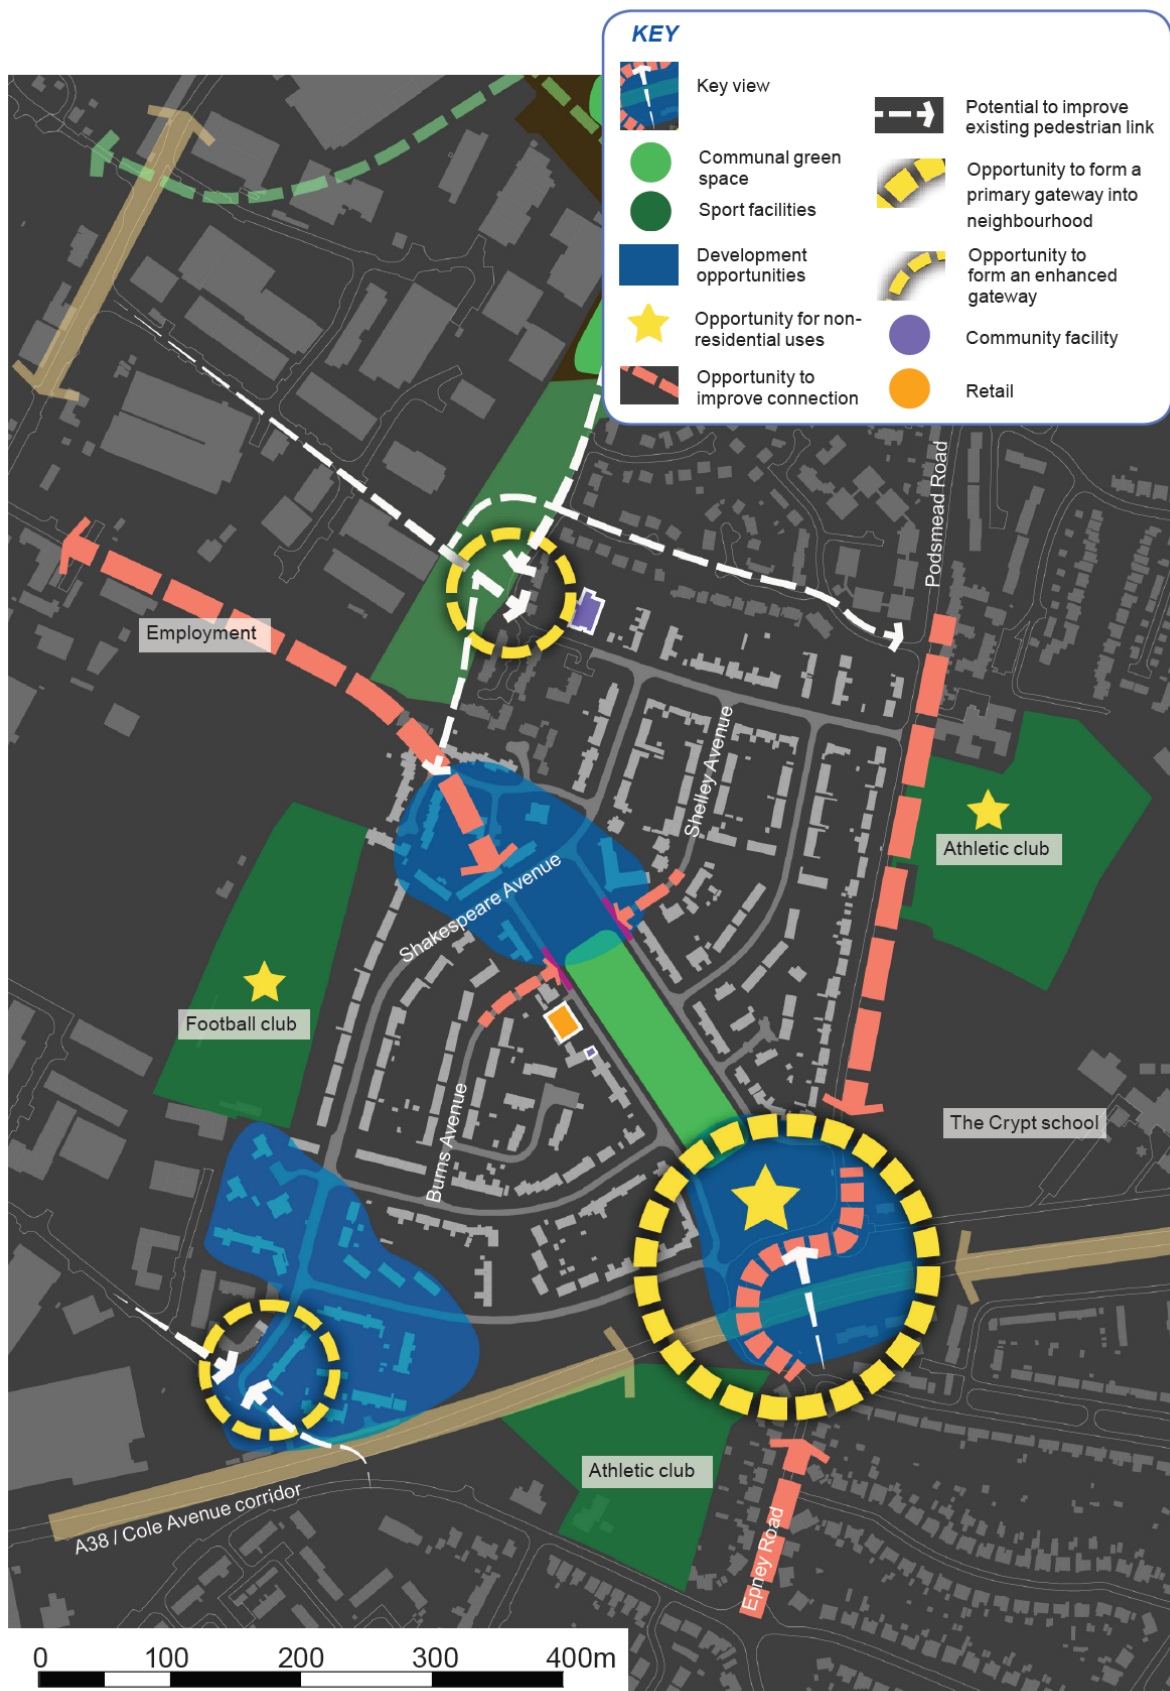 KEY
Key view
Communal green
space
Sport facilities
Development
opportunities
Opportunity for non-
residential uses
Opportunity to
improve connection
Potential to improve
existing pedestrian link
Opportunity to form a
primary gateway into
neighbourhood
Opportunity to
form an enhanced
gateway
Community facility
Retail
Podsmead Road
Employment
Shelley Avenue
Athletic club
Shakespeare Avenue
Football club
Burns Avenue
The Crypt school
Athletic club
A38 / Cole Avenue corridor
Epney Road
0 100 200 300 400m